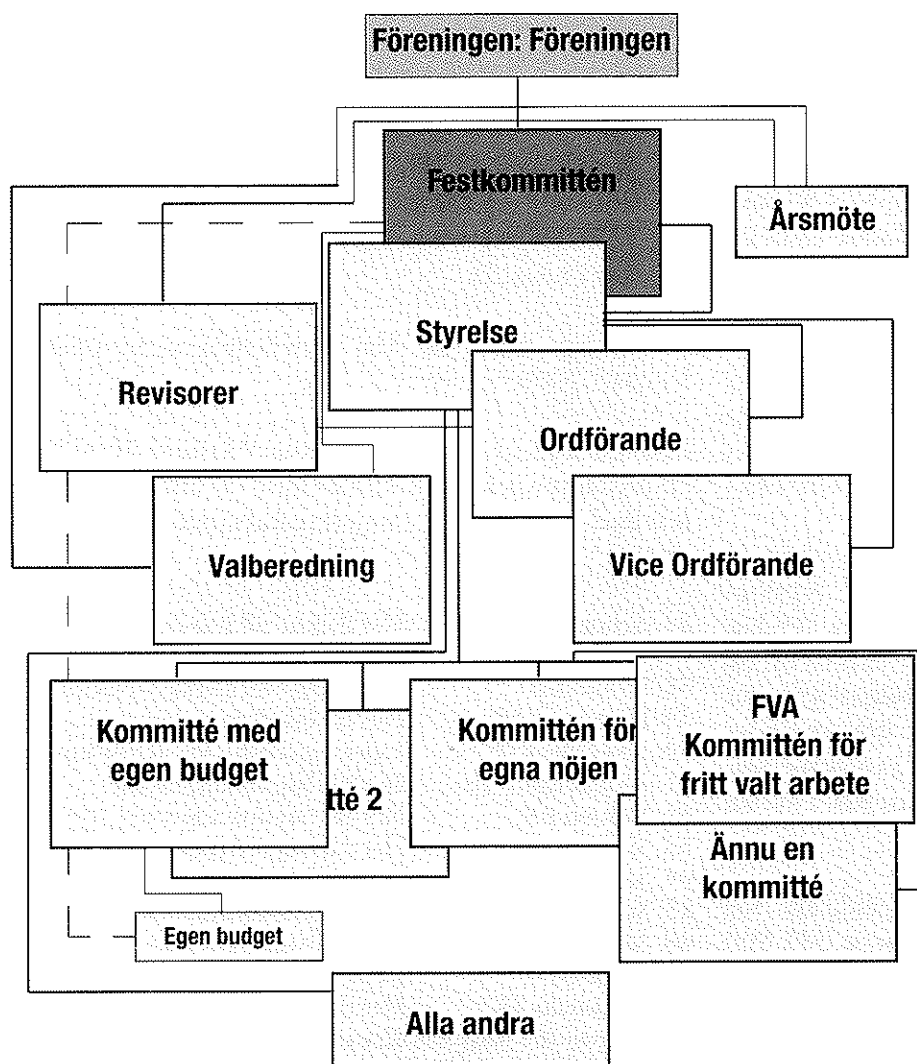 Föreningen: Föreningen
Festkommittén
Årsmöte
Styrelse
Revisorer
Ordförande
Valberedning
Vice Ordförande
Kommitté med
egen budget
tté 2
Kommittén för
egna nöjen
FVA
Kommittén för
fritt valt arbete
Ännu en
kommitté
Egen budget
Alla andra